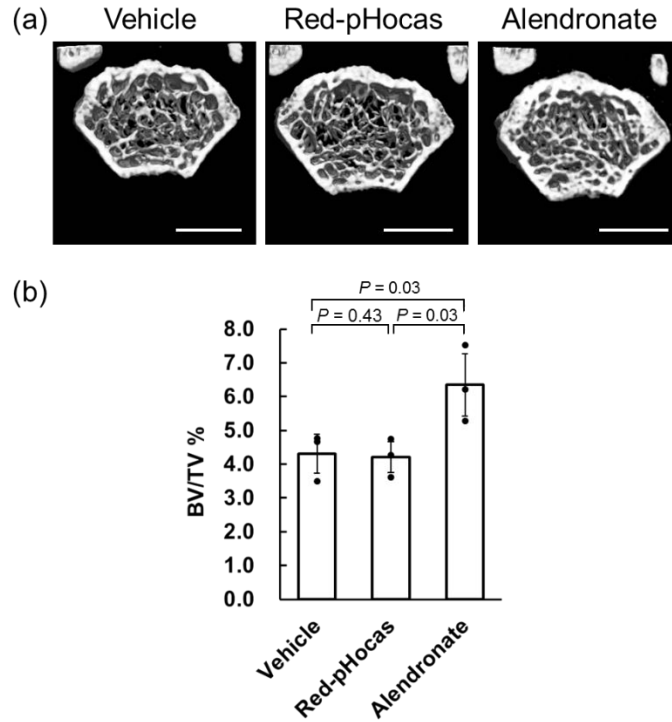 (a) Vehicle Red-pHocas Alendronate
(b)
P = 0.03
P = 0.43 P = 0.03
8.0
7.0
6.0
5.0
4.0
3.0
2.0
1.0
0.0
BV/TV %
Vehicle
Red-pHocas
Alendronate